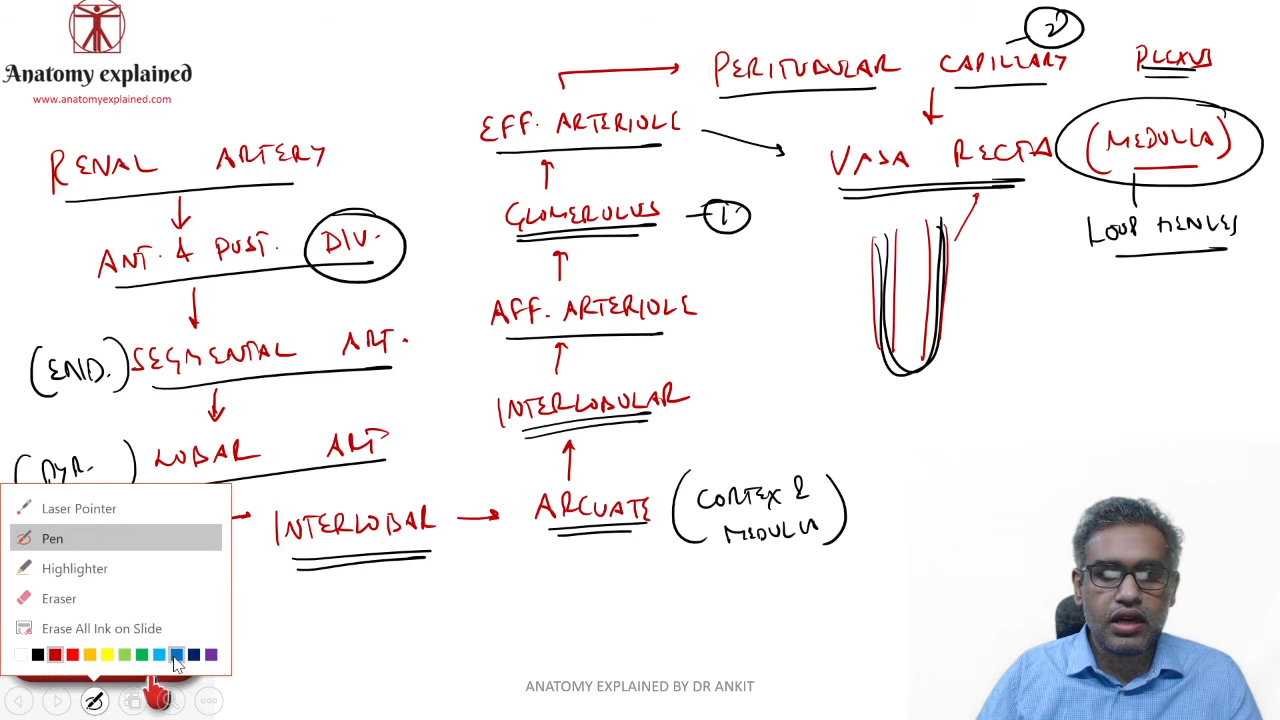 Anatomy explained
www.anatomyexplained.com
RENAL ARTERY
ANT. & POST. DIV.
(END.) SEGMENTAL ART.
(PYR. ) LOBAR ART
INTERLOBAR
ARCUATE (CORTEX & MEDULLA)
INTERLOBULAR
AFF. ARTERIOLE
GLOMERULUS 1
EFF. ARTERIOLE
PERITUBULAR CAPILLARY PLEXUS
2
VASA RECTA (MEDULLA)
LOOP HENLES
Laser Pointer
Pen
Highlighter
Eraser
Erase All Ink on Slide
ANATOMY EXPLAINED BY DR ANKIT